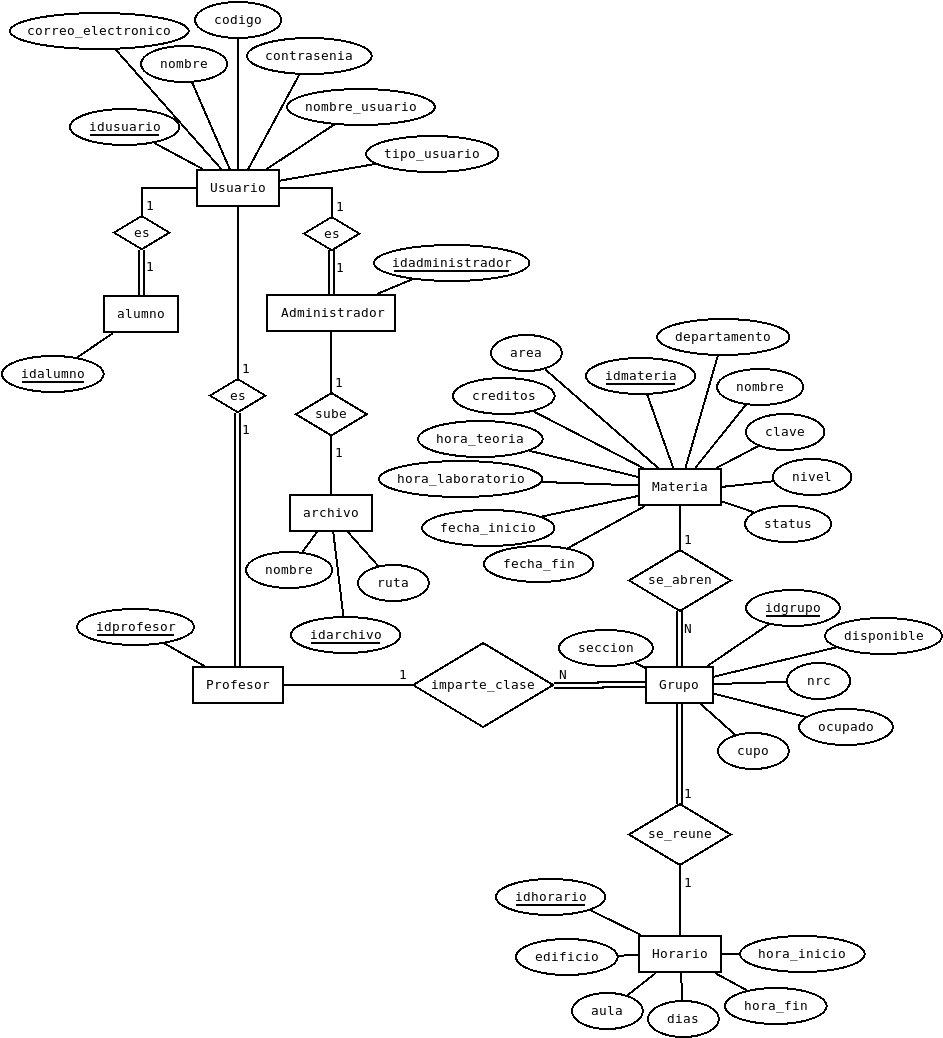 codigo
correo_electronico
contrasenia
nombre
nombre_usuario
idusuario
tipo_usuario
Usuario
1
1
es
es
1
1
idadministrador
alumno
Administrador
idalumno
1
es
1
1
sube
1
archivo
nombre
ruta
idarchivo
departamento
area
idmateria
nombre
creditos
clave
hora_teoria
nivel
hora_laboratorio
Materia
status
fecha_inicio
fecha_fin
1
se_abren
N
idgrupo
disponible
seccion
idprofesor
Profesor
1
imparte_clase
N
Grupo
nrc
ocupado
cupo
1
se_reune
1
idhorario
Horario
hora_inicio
edificio
aula
dias
hora_fin